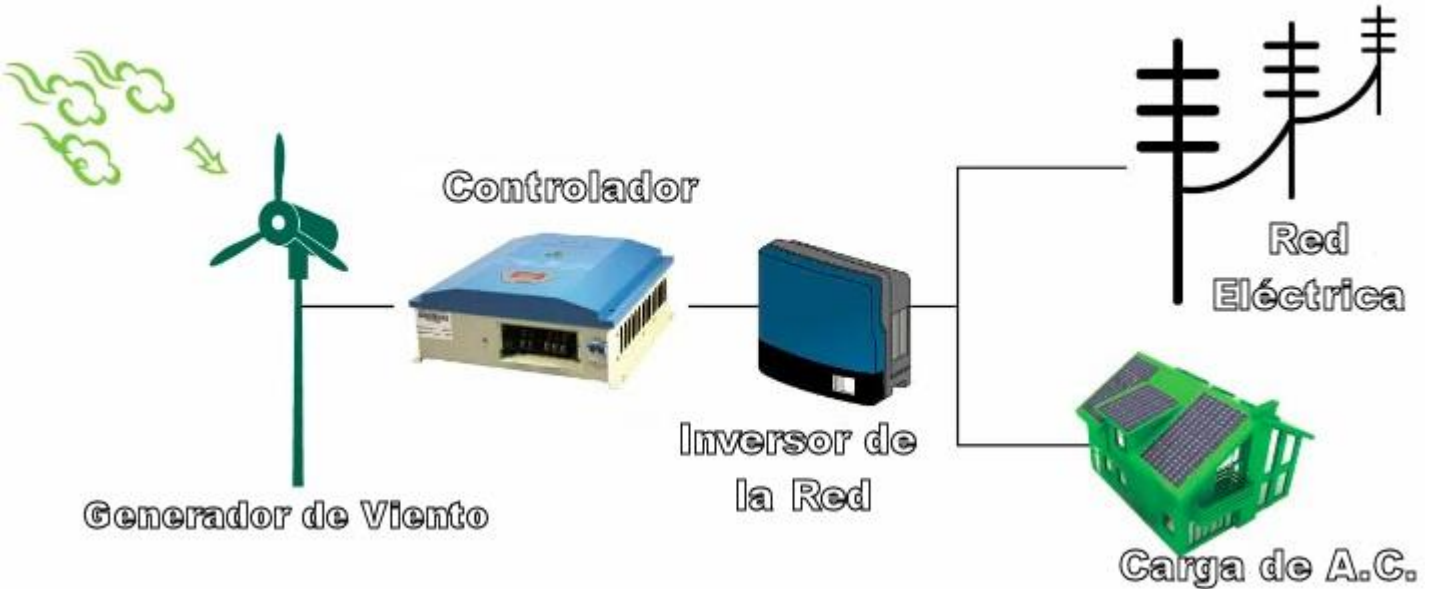 Controlador
Red
Eléctrica
Inversor de
la Red
Generador de Viento
Carga de A.C.